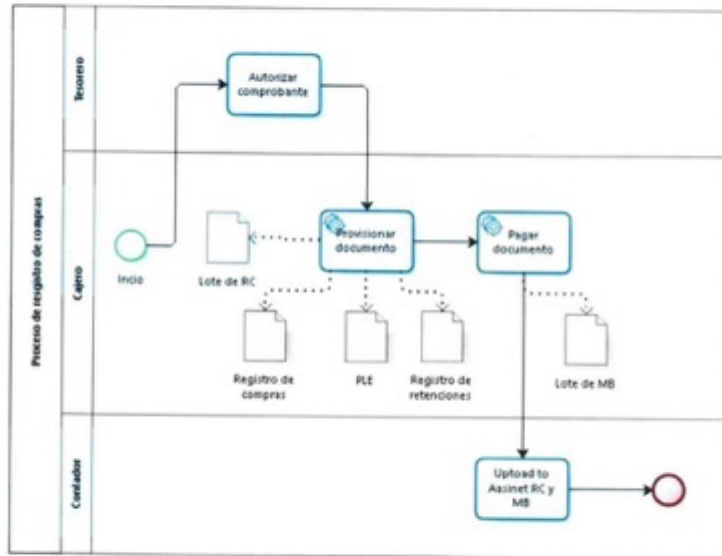 Proceso de resgistro de compras
Tesorero
Autorizar
comprobante
Cajero
Incio
Lote de RC
Provisionar
documento
Pagar
documento
Registro de
compras
PLE
Registro de
retenciones
Lote de MB
Contador
Upload to
Aasinet RC y
MB